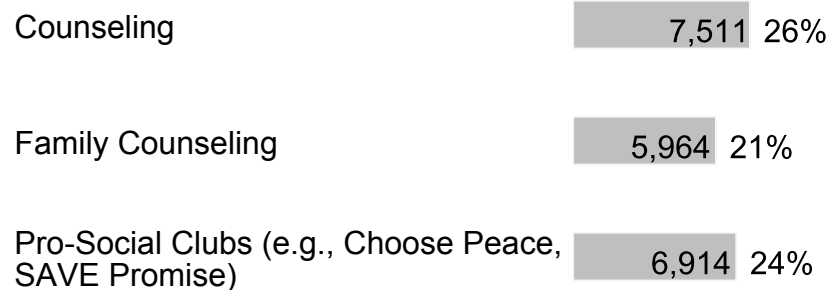 Counseling 7,511 26%
Family Counseling 5,964 21%
Pro-Social Clubs (e.g., Choose Peace,
SAVE Promise) 6,914 24%